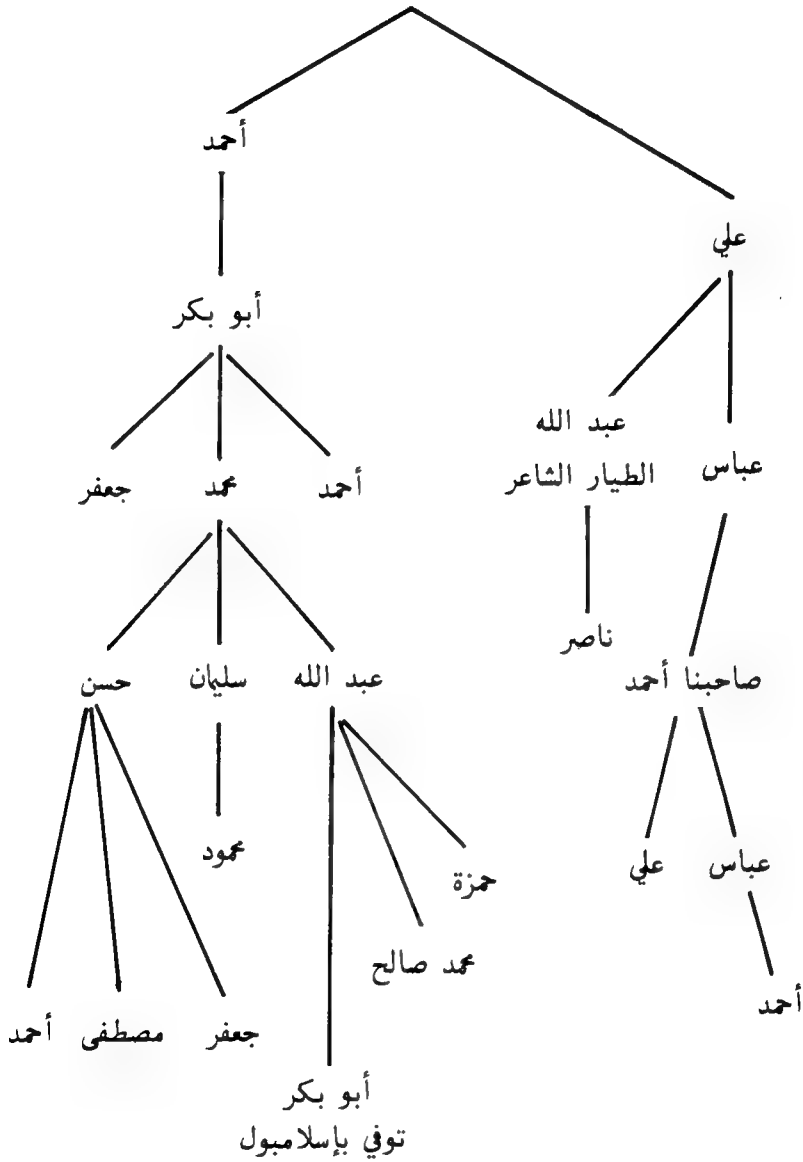 أحمد
علي
أبو بكر
عبد الله
الطيار الشاعر
عباس
أحمد
محمد
جعفر
ناصر
صاحبنا أحمد
عبد الله
سليمان
حسن
عباس
علي
محمود
حمزة
محمد صالح
أحمد
جعفر
مصطفى
أحمد
أبو بكر
توفي بإسلامبول